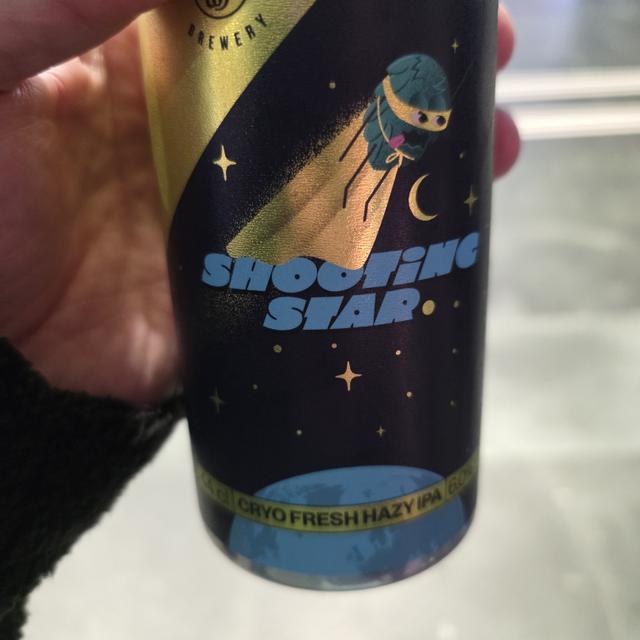 BREWERY
SHOOTING
STAR
CRYO FRESH HAZY IPA